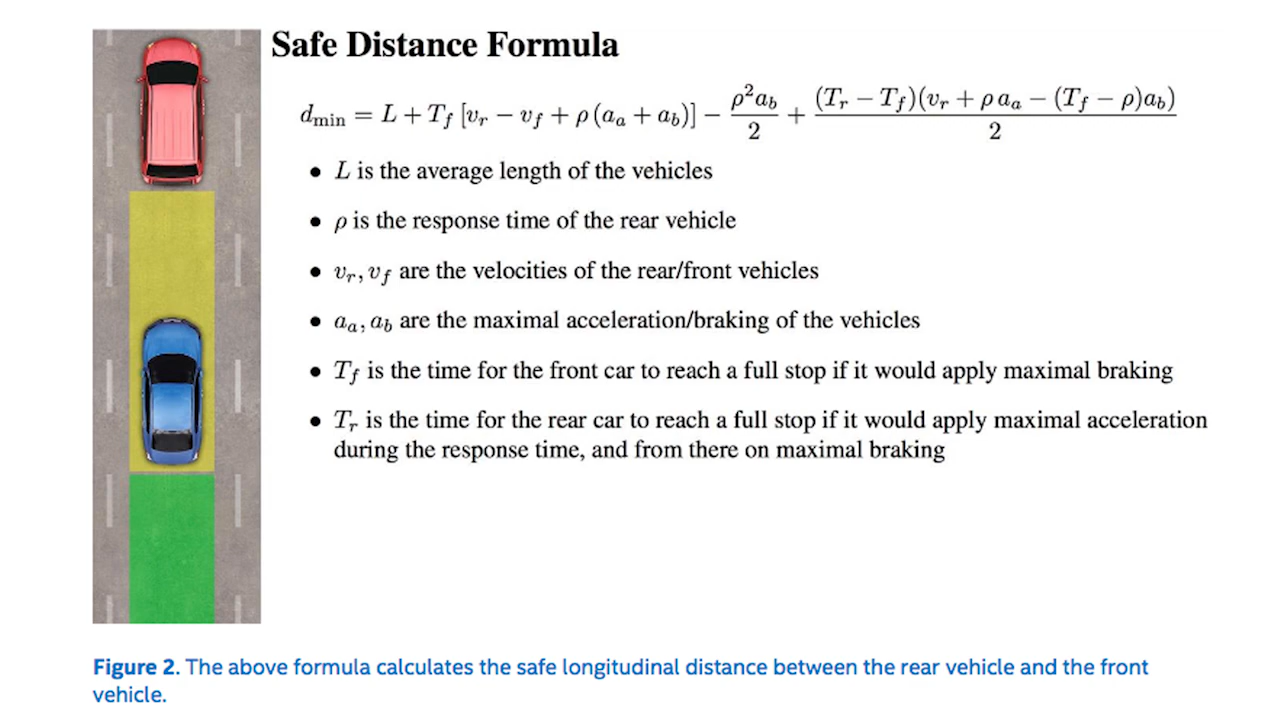 Safe Distance Formula
d_min = L + T_f [v_r − v_f + ρ (a_a + a_b)] − ρ²a_b/2 + (T_r − T_f)(v_r + ρ a_a − (T_f − ρ)a_b)/2
• L is the average length of the vehicles
• ρ is the response time of the rear vehicle
• v_r, v_f are the velocities of the rear/front vehicles
• a_a, a_b are the maximal acceleration/braking of the vehicles
• T_f is the time for the front car to reach a full stop if it would apply maximal braking
• T_r is the time for the rear car to reach a full stop if it would apply maximal acceleration
during the response time, and from there on maximal braking
Figure 2. The above formula calculates the safe longitudinal distance between the rear vehicle and the front
vehicle.